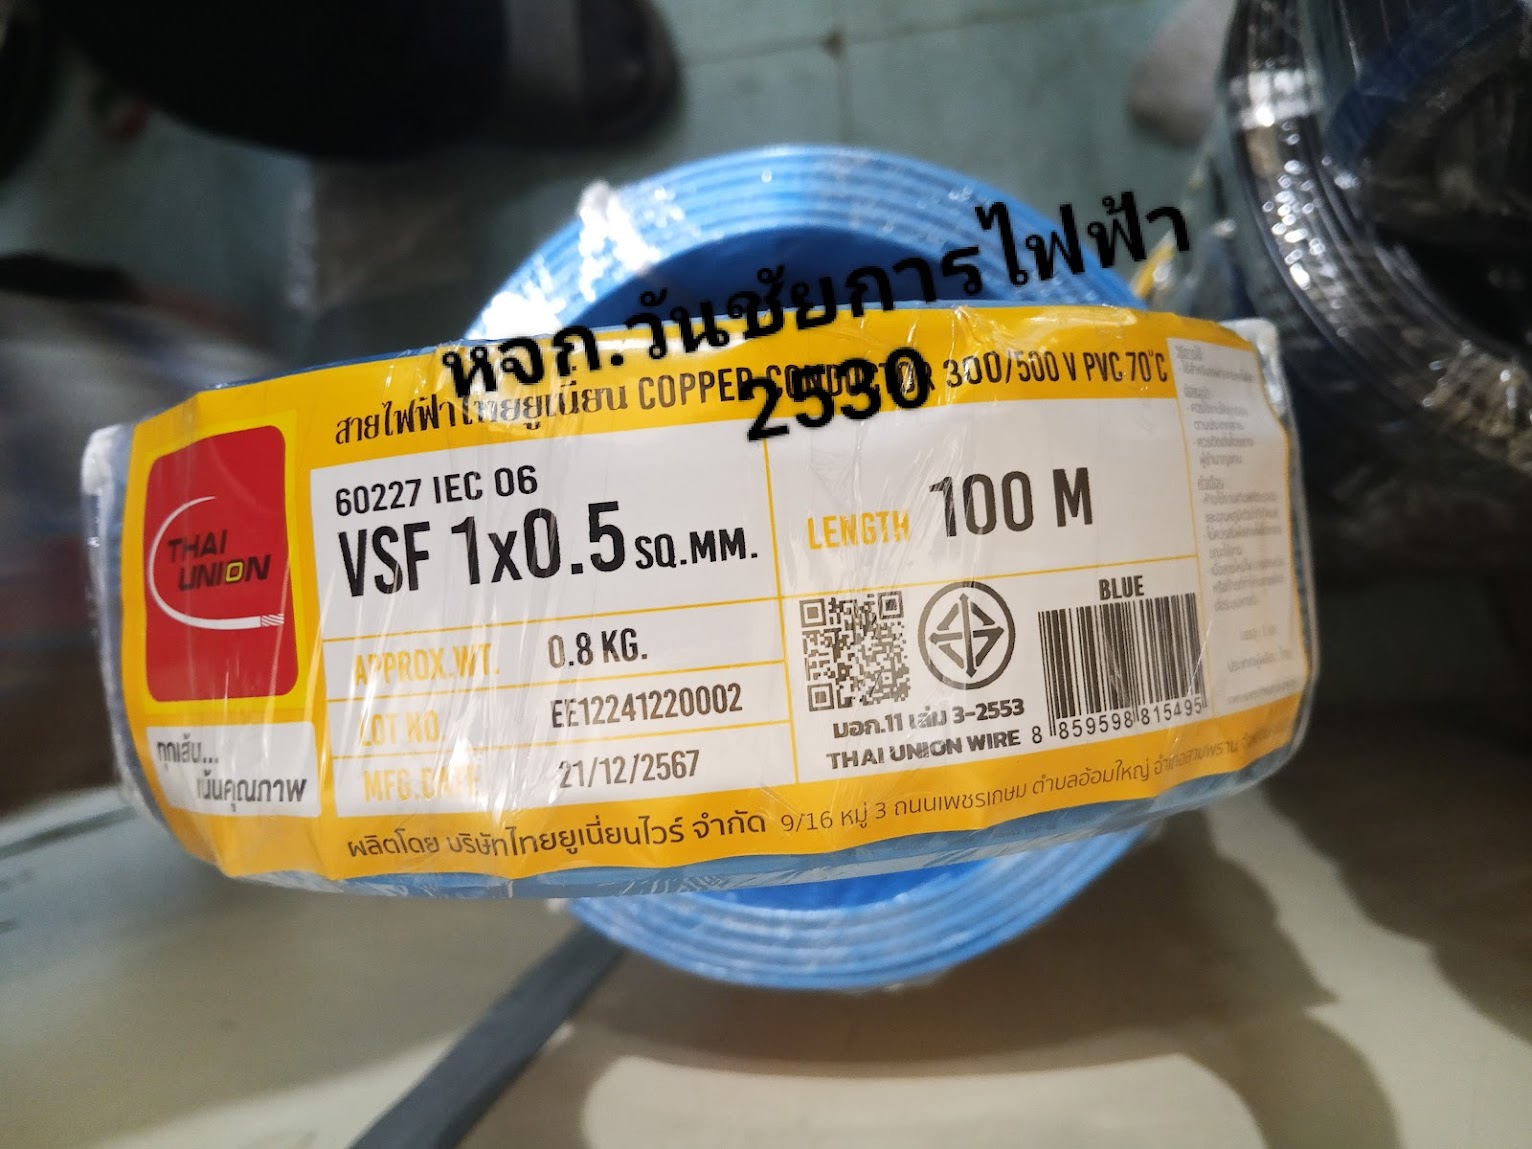 หจก.วันชัยการไฟฟ้า
2530
สายไฟฟ้าไทยยูเนี่ยน COPPER CONDUCTOR 300/500 V PVC 70°C
THAI
UNION
60227 IEC 06
VSF 1x0.5 SQ.MM.
LENGTH 100 M
APPROX.WT. 0.8 KG.
LOT NO. EE12241220002
MFG.DATE 21/12/2567
BLUE
มอก.11 เล่ม 3-2553
THAI UNION WIRE
8 859598 815495
ทุกเส้น...
เน้นคุณภาพ
ผลิตโดย บริษัทไทยยูเนี่ยนไวร์ จำกัด 9/16 หมู่ 3 ถนนเพชรเกษม ตำบลอ้อมใหญ่ อำเภอสามพราน